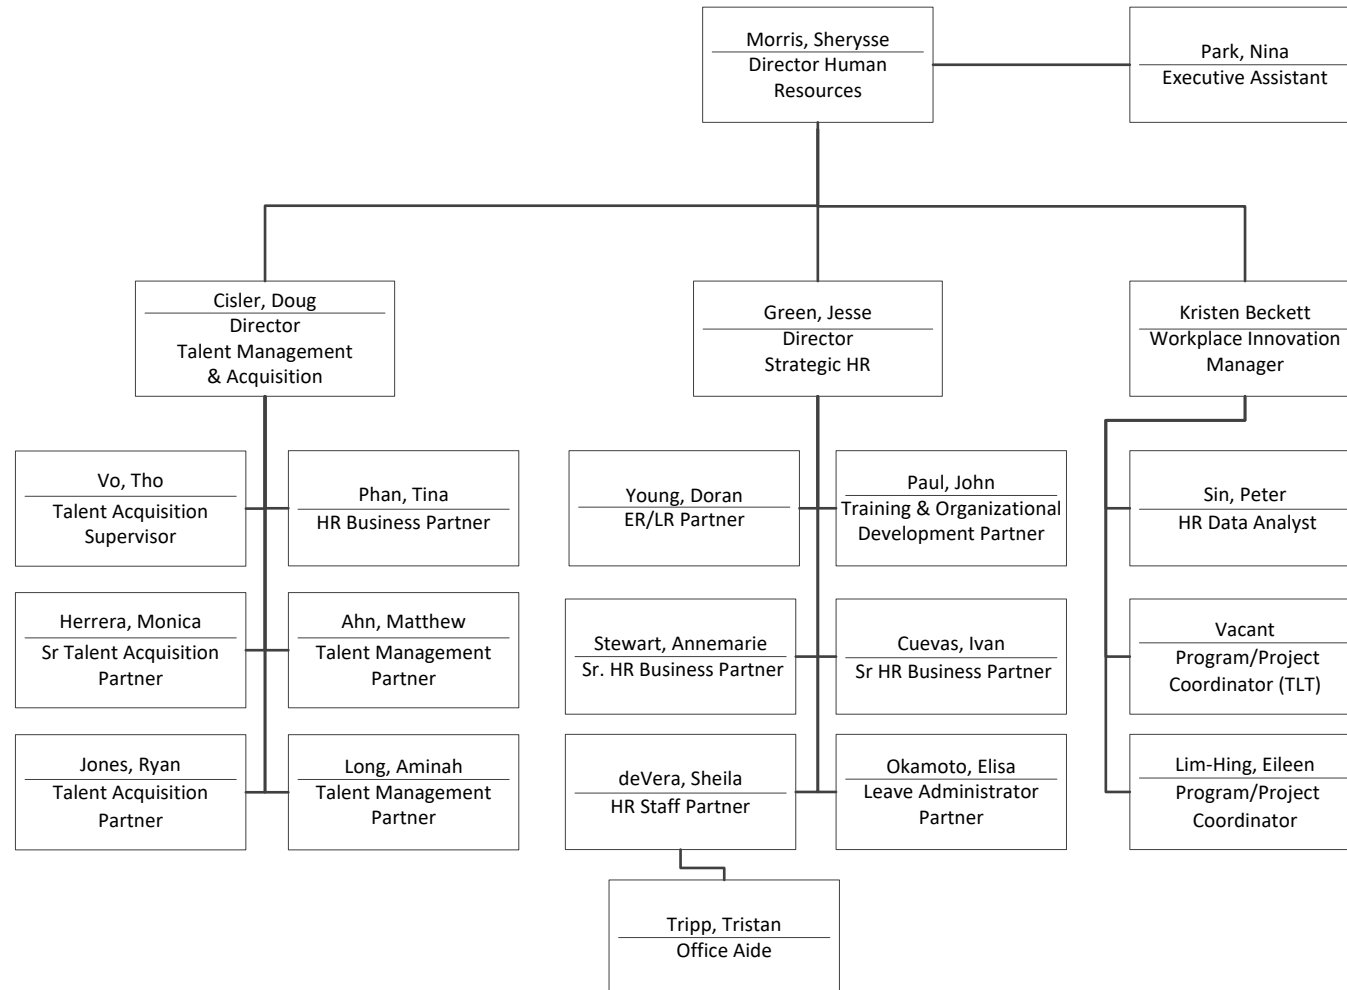 Morris, Sherysse
Director Human
Resources
Park, Nina
Executive Assistant
Cisler, Doug
Director
Talent Management
& Acquisition
Green, Jesse
Director
Strategic HR
Kristen Beckett
Workplace Innovation
Manager
Vo, Tho
Talent Acquisition
Supervisor
Phan, Tina
HR Business Partner
Young, Doran
ER/LR Partner
Paul, John
Training & Organizational
Development Partner
Sin, Peter
HR Data Analyst
Herrera, Monica
Sr Talent Acquisition
Partner
Ahn, Matthew
Talent Management
Partner
Stewart, Annemarie
Sr. HR Business Partner
Cuevas, Ivan
Sr HR Business Partner
Vacant
Program/Project
Coordinator (TLT)
Jones, Ryan
Talent Acquisition
Partner
Long, Aminah
Talent Management
Partner
deVera, Sheila
HR Staff Partner
Okamoto, Elisa
Leave Administrator
Partner
Lim-Hing, Eileen
Program/Project
Coordinator
Tripp, Tristan
Office Aide